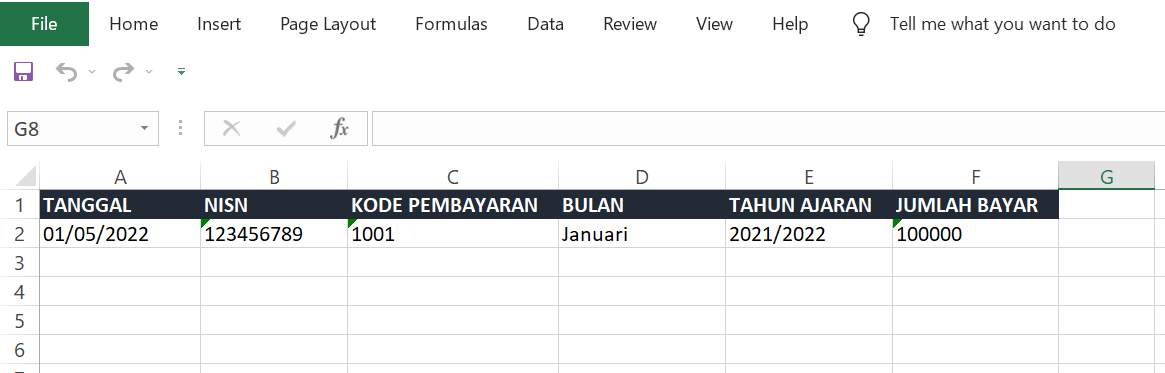 File Home Insert Page Layout Formulas Data Review View Help Tell me what you want to do
G8 fx
A B C D E F G
1 TANGGAL NISN KODE PEMBAYARAN BULAN TAHUN AJARAN JUMLAH BAYAR
2 01/05/2022 123456789 1001 Januari 2021/2022 100000
3
4
5
6